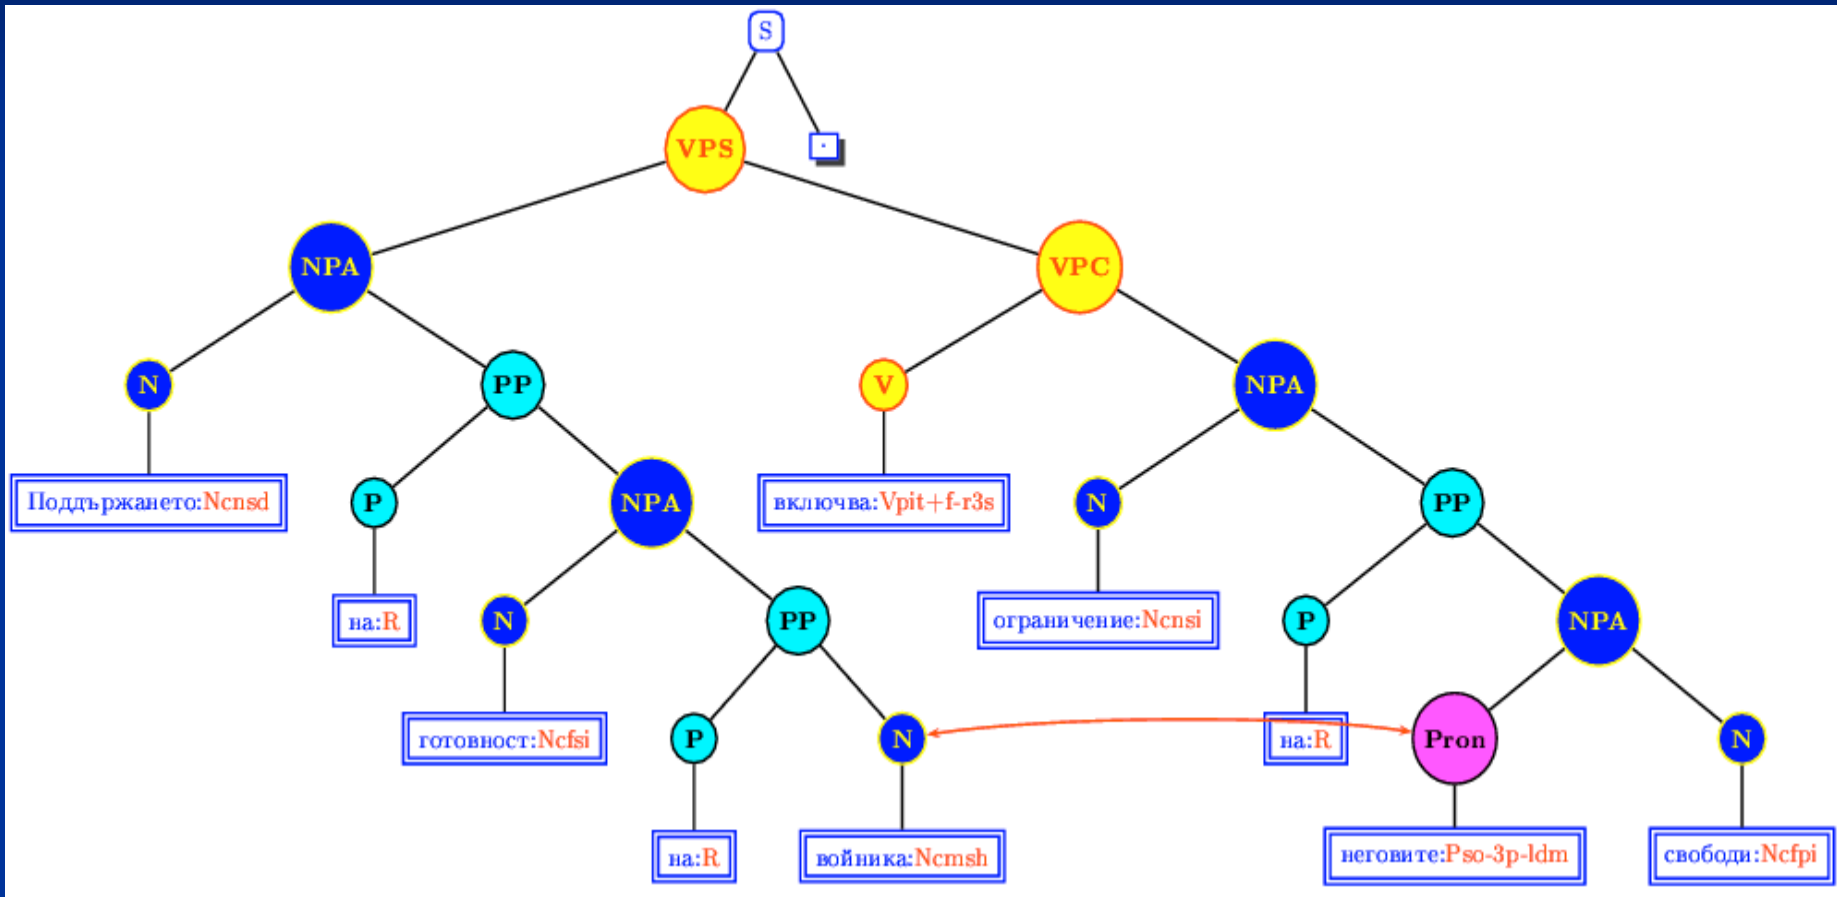 S
VPS
.
NPA
VPC
N
PP
V
NPA
Поддържането:Ncnsd
P
NPA
включва:Vpit+f-r3s
N
PP
на:R
N
PP
ограничение:Ncnsi
P
NPA
готовност:Ncfsi
P
N
на:R
Pron
N
на:R
войника:Ncmsh
неговите:Pso-3p-ldm
свободи:Ncfpi